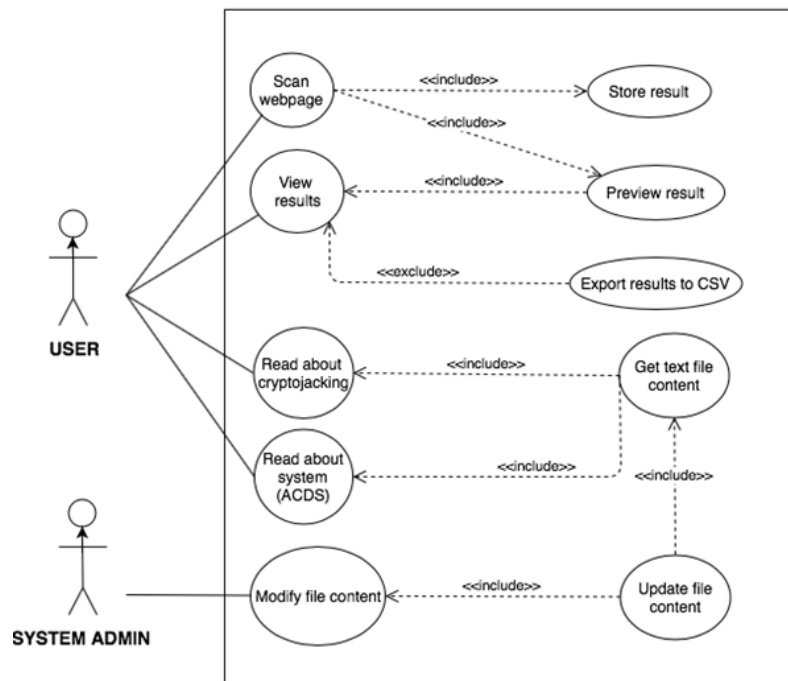 Scan
webpage
<<include>>
Store result
<<include>>
View
results
<<include>>
Preview result
<<exclude>>
Export results to CSV
USER
Read about
cryptojacking
<<include>>
Get text file
content
Read about
system
(ACDS)
<<include>>
<<include>>
Modify file content
<<include>>
Update file
content
SYSTEM ADMIN